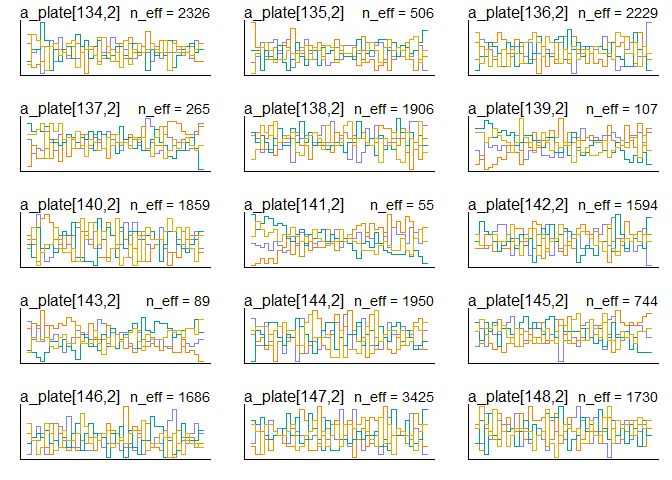 a_plate[134,2] n_eff = 2326
a_plate[135,2] n_eff = 506
a_plate[136,2] n_eff = 2229
a_plate[137,2] n_eff = 265
a_plate[138,2] n_eff = 1906
a_plate[139,2] n_eff = 107
a_plate[140,2] n_eff = 1859
a_plate[141,2] n_eff = 55
a_plate[142,2] n_eff = 1594
a_plate[143,2] n_eff = 89
a_plate[144,2] n_eff = 1950
a_plate[145,2] n_eff = 744
a_plate[146,2] n_eff = 1686
a_plate[147,2] n_eff = 3425
a_plate[148,2] n_eff = 1730